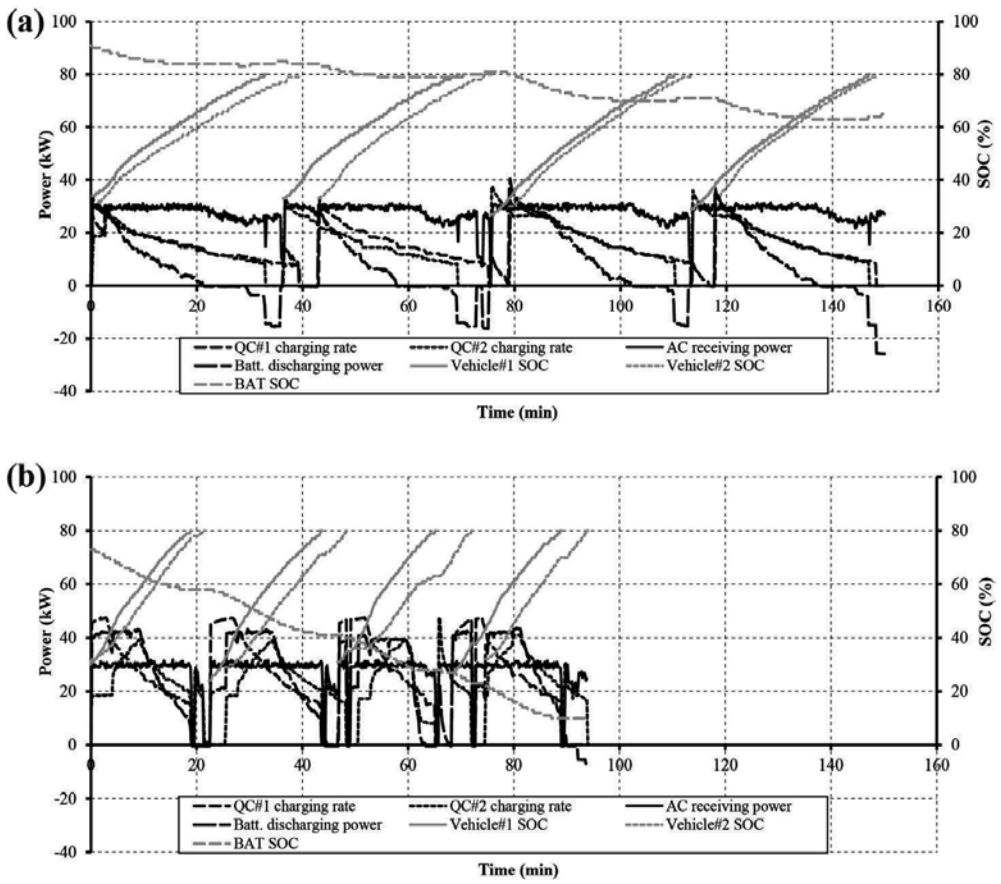 (a)
100 100
80 80
60 60
40 40
20 20
0 0
0 20 40 60 80 100 120 140 160
-20
-40
Power (kW)
SOC (%)
QC#1 charging rate QC#2 charging rate AC receiving power
Batt. discharging power Vehicle#1 SOC Vehicle#2 SOC
BAT SOC
Time (min)
(b)
100 100
80 80
60 60
40 40
20 20
0 0
0 20 40 60 80 100 120 140 160
-20
-40
Power (kW)
SOC (%)
QC#1 charging rate QC#2 charging rate AC receiving power
Batt. discharging power Vehicle#1 SOC Vehicle#2 SOC
BAT SOC
Time (min)